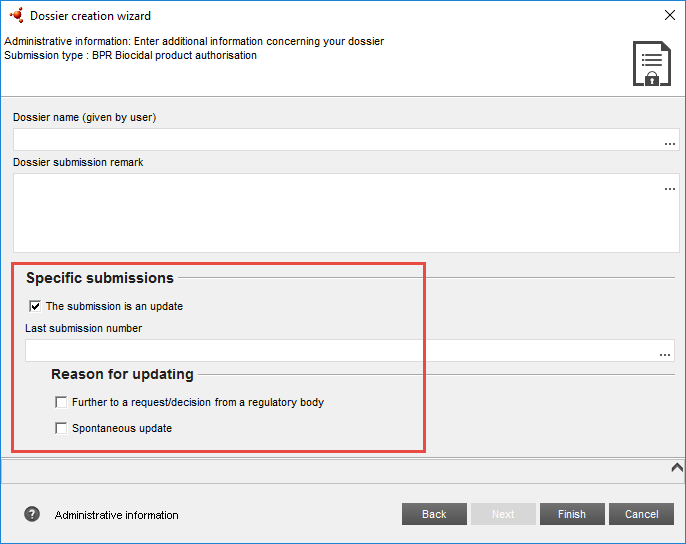 Dossier creation wizard
Administrative information: Enter additional information concerning your dossier
Submission type : BPR Biocidal product authorisation
Dossier name (given by user)
...
Dossier submission remark
...
Specific submissions
The submission is an update
Last submission number
...
Reason for updating
Further to a request/decision from a regulatory body
Spontaneous update
? Administrative information Back Next Finish Cancel